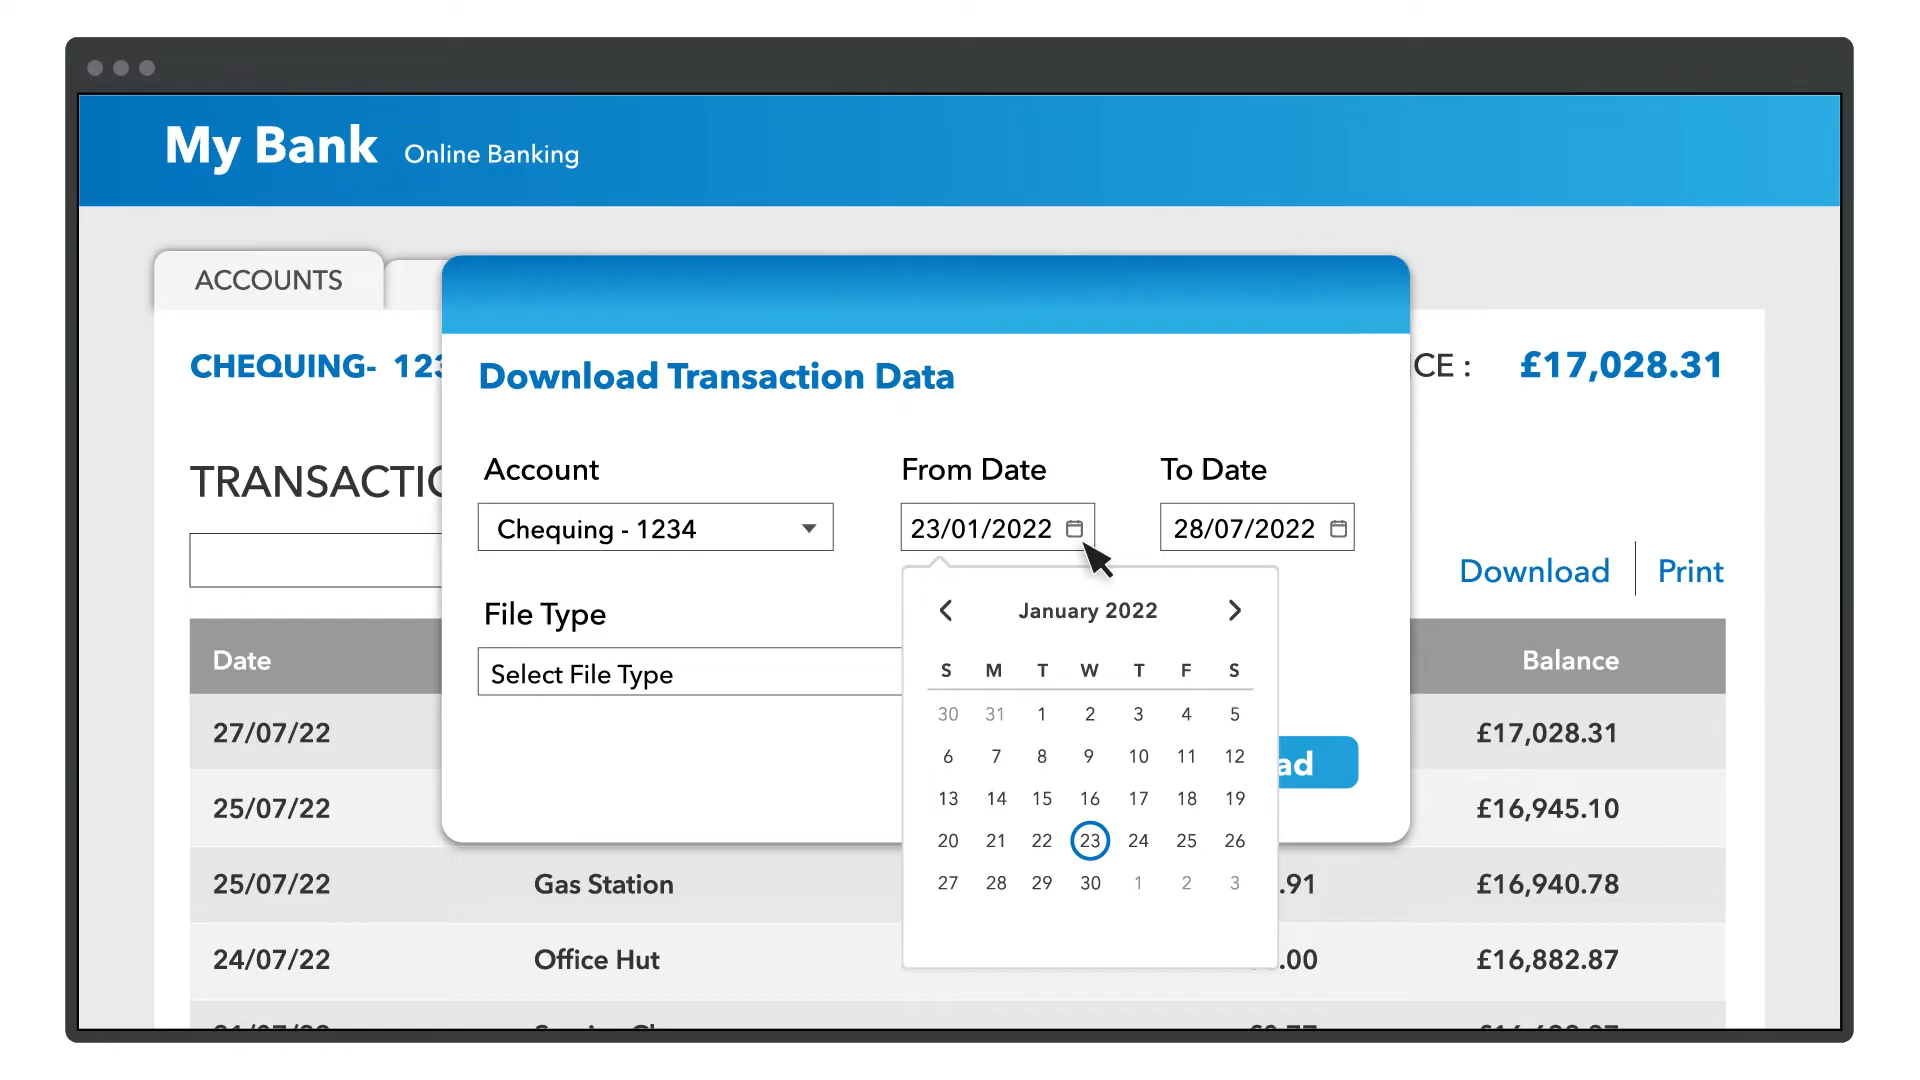 My Bank Online Banking
ACCOUNTS
CHEQUING- 123
CE : £17,028.31
Download Transaction Data
TRANSACTIO
Account From Date To Date
Chequing - 1234 23/01/2022 28/07/2022
Download Print
File Type
Select File Type
January 2022
S M T W T F S
30 31 1 2 3 4 5
6 7 8 9 10 11 12
13 14 15 16 17 18 19
20 21 22 23 24 25 26
27 28 29 30 1 2 3
ad
Date Balance
27/07/22 £17,028.31
25/07/22 £16,945.10
25/07/22 Gas Station .91 £16,940.78
24/07/22 Office Hut .00 £16,882.87